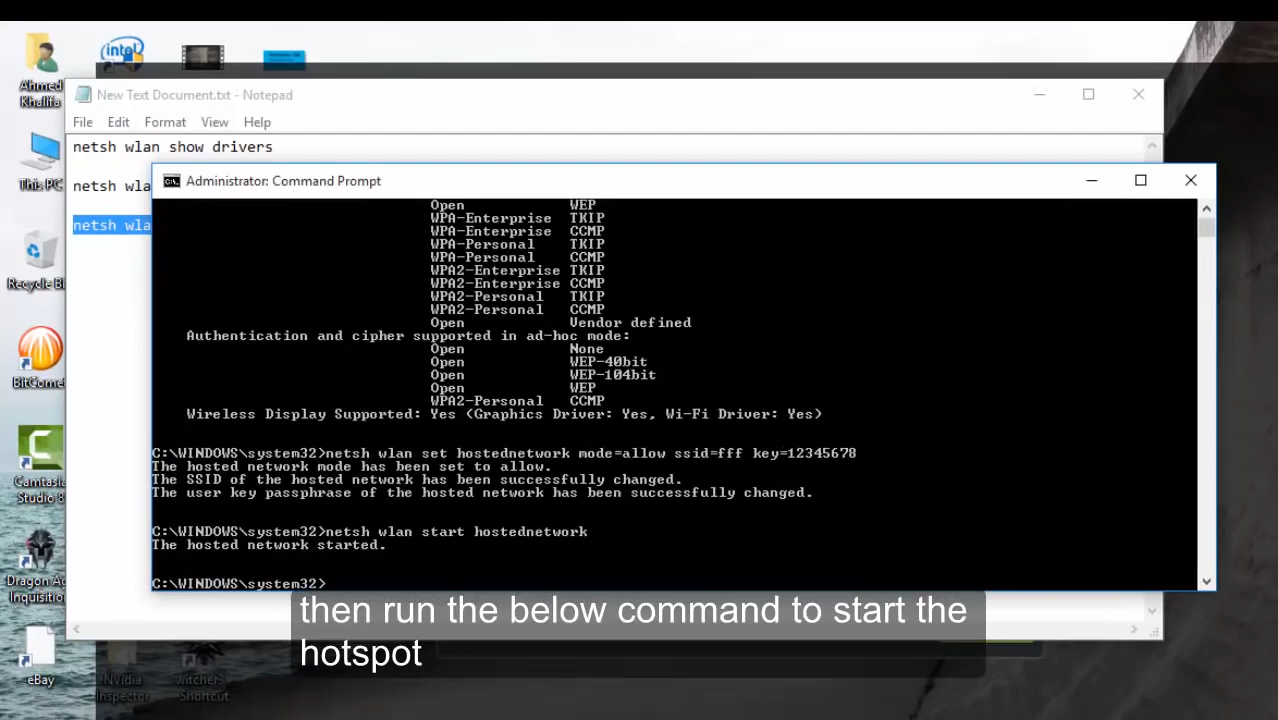 intel
Ahmed
Khalifa
New Text Document.txt - Notepad
File Edit Format View Help
netsh wlan show drivers
This PC
netsh wla
netsh wla
Administrator: Command Prompt
Open WEP
WPA-Enterprise TKIP
WPA-Enterprise CCMP
WPA-Personal TKIP
WPA-Personal CCMP
WPA2-Enterprise TKIP
WPA2-Enterprise CCMP
WPA2-Personal TKIP
WPA2-Personal CCMP
Open Vendor defined
Authentication and cipher supported in ad-hoc mode:
Open None
Open WEP-40bit
Open WEP-104bit
Open WEP
WPA2-Personal CCMP
Wireless Display Supported: Yes (Graphics Driver: Yes, Wi-Fi Driver: Yes)
C:\WINDOWS\system32>netsh wlan set hostednetwork mode=allow ssid=fff key=12345678
The hosted network mode has been set to allow.
The SSID of the hosted network has been successfully changed.
The user key passphrase of the hosted network has been successfully changed.
C:\WINDOWS\system32>netsh wlan start hostednetwork
The hosted network started.
C:\WINDOWS\system32>
Recycle Bi
BitComet
Camtasia
Studio 8
Dragon Ag
Inquisition
eBay
NVidia
Inspector
witcher3
Shortcut
then run the below command to start the
hotspot